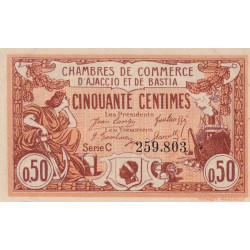 CHAMBRES DE COMMERCE
D'AJACCIO ET DE BASTIA
CINQUANTE CENTIMES
Les Présidents
Les Trésoriers
Série C 259.803
0,50 0,50